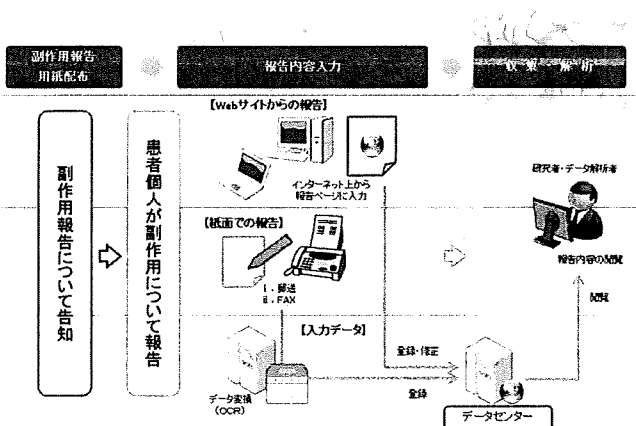 副作用報告
用紙配布
報告内容入力
収集 解析
副作用報告について告知
患者個人が副作用について報告
【Webサイトからの報告】
インターネット上から
報告ページに入力
【紙面での報告】
i. 郵送
ii. FAX
【入力データ】
データ変換
(OCR)
登録・修正
登録
研究者・データ解析者
報告内容の閲覧
閲覧
データセンター